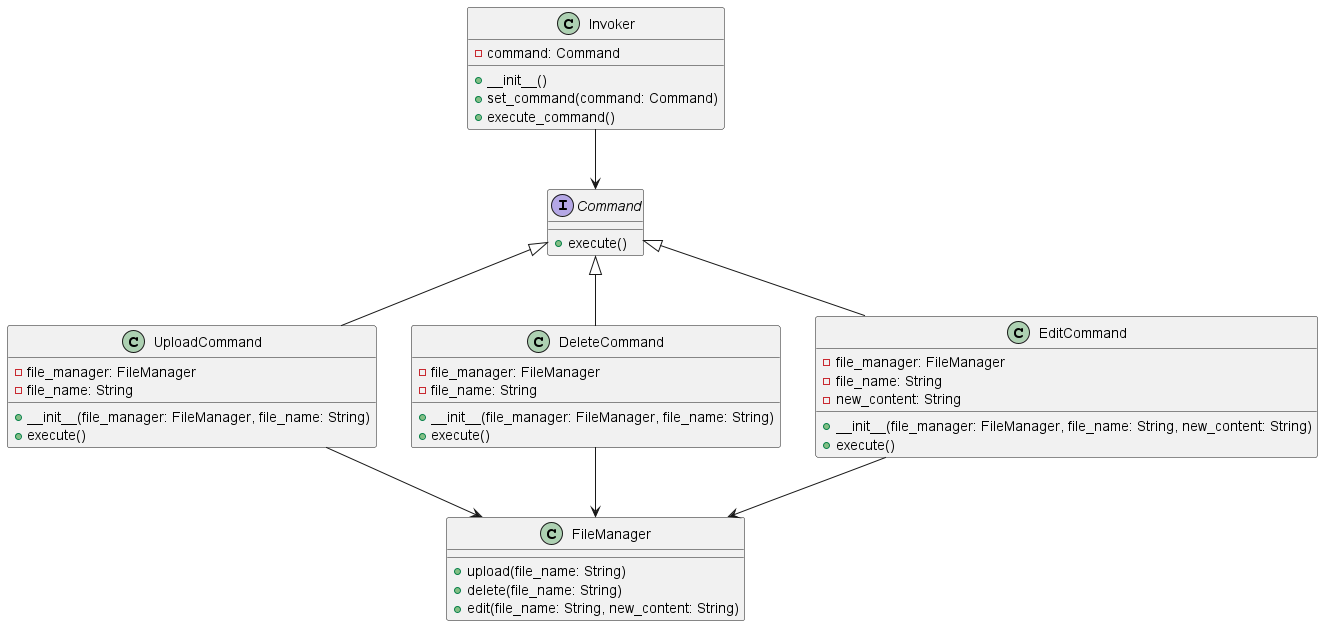 C Invoker
command: Command
__init__()
set_command(command: Command)
execute_command()
I Command
execute()
C UploadCommand
file_manager: FileManager
file_name: String
__init__(file_manager: FileManager, file_name: String)
execute()
C DeleteCommand
file_manager: FileManager
file_name: String
__init__(file_manager: FileManager, file_name: String)
execute()
C EditCommand
file_manager: FileManager
file_name: String
new_content: String
__init__(file_manager: FileManager, file_name: String, new_content: String)
execute()
C FileManager
upload(file_name: String)
delete(file_name: String)
edit(file_name: String, new_content: String)